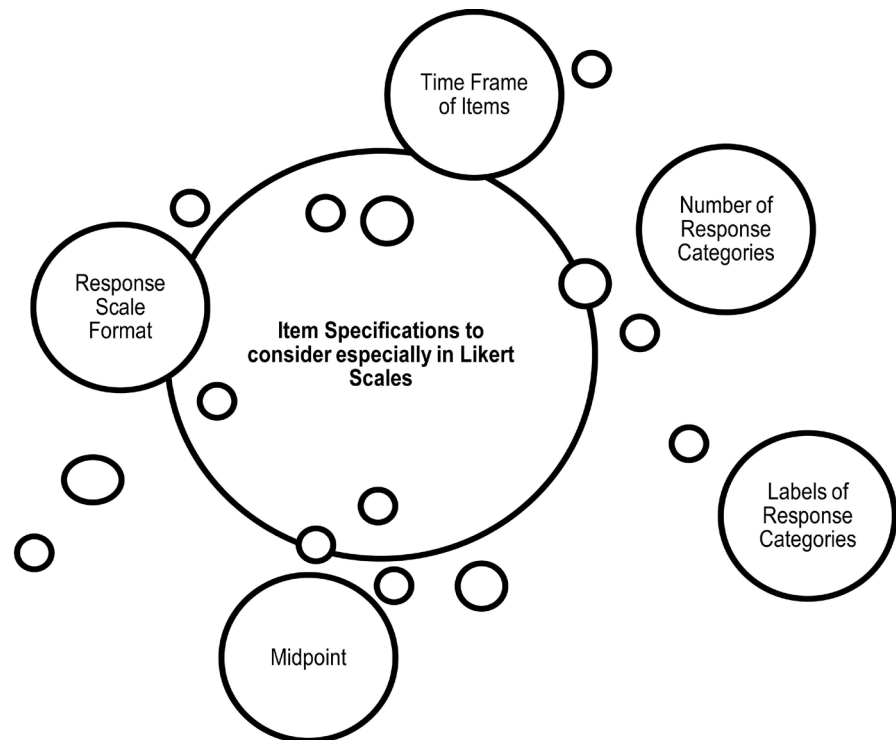 Time Frame
of Items
Number of
Response
Categories
Response
Scale
Format
Item Specifications to
consider especially in Likert
Scales
Labels of
Response
Categories
Midpoint